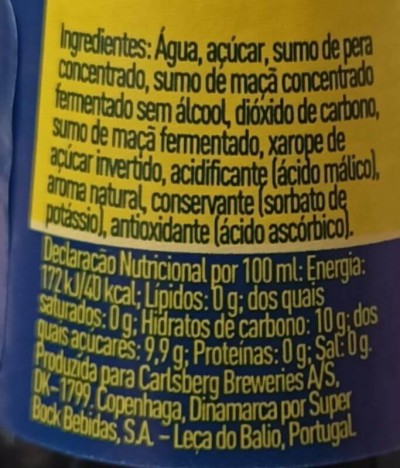 Ingredientes: Água, açúcar, sumo de pera
concentrado, sumo de maçã concentrado
fermentado sem álcool, dióxido de carbono,
sumo de maçã fermentado, xarope de
açúcar invertido, acidificante (ácido málico),
aroma natural, conservante (sorbato de
potássio), antioxidante (ácido ascórbico).
Declaração Nutricional por 100 ml: Energia:
172 kJ/40 kcal; Lípidos: 0 g; dos quais
saturados: 0 g; Hidratos de carbono: 10 g; dos
quais açúcares: 9,9 g; Proteínas: 0 g; Sal: 0 g.
Produzida para Carlsberg Breweries A/S,
DK-1799, Copenhaga, Dinamarca por Super
Bock Bebidas, S.A. - Leça do Balio, Portugal.